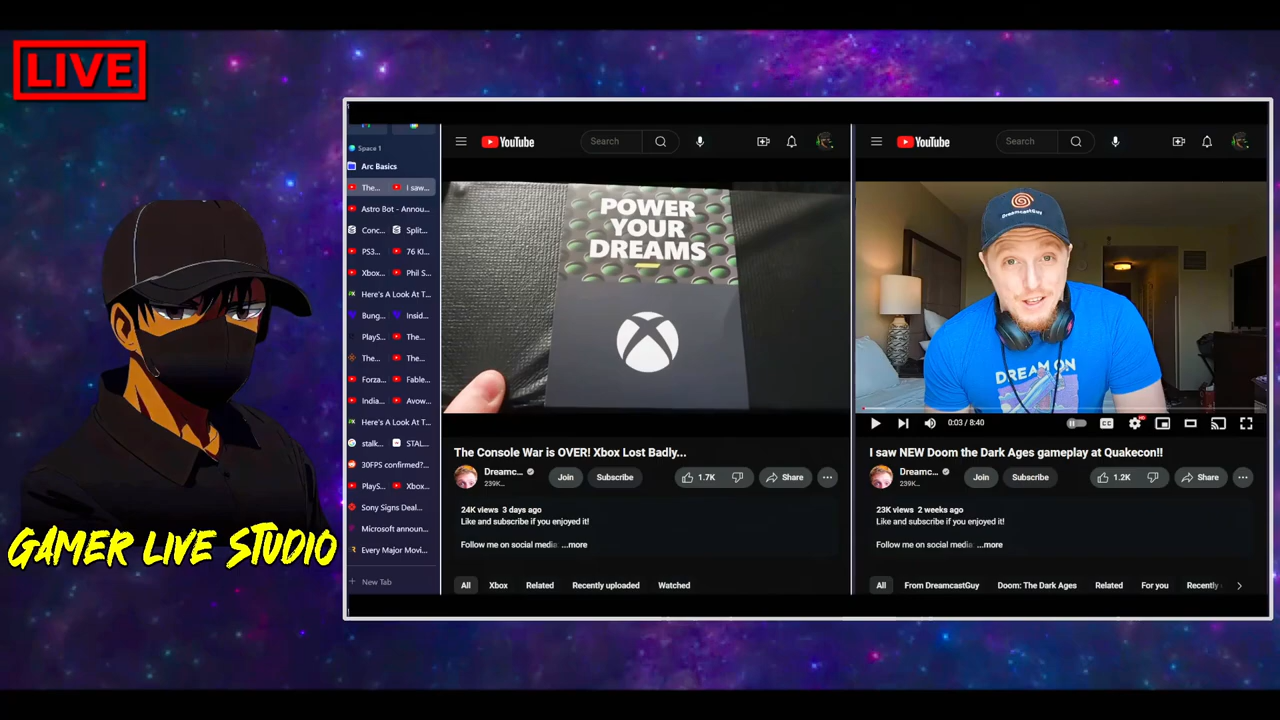 LIVE
GAMER LIVE STUDIO
Space 1
Arc Basics
The...
I saw...
Astro Bot - Annou...
Conc...
Split...
PS3...
76 Kl...
Xbox...
Phil S...
Here's A Look At T...
Bung...
Insid...
PlayS...
The...
The...
The...
Forza...
Fable...
India...
Avow...
Here's A Look At T...
stalk...
STAL...
30FPS confirmed?...
PlayS...
Xbox...
Sony Signs Deal...
Microsoft announ...
Every Major Movi...
New Tab
YouTube
Search
POWER
YOUR
DREAMS
The Console War is OVER! Xbox Lost Badly...
Dreamc...
239K...
Join
Subscribe
1.7K
Share
24K views 3 days ago
Like and subscribe if you enjoyed it!
Follow me on social media ...more
All
Xbox
Related
Recently uploaded
Watched
YouTube
Search
DreamcastGuy
DREAM ON
0:03 / 8:40
CC
HD
I saw NEW Doom the Dark Ages gameplay at Quakecon!!
Dreamc...
239K...
Join
Subscribe
1.2K
Share
23K views 2 weeks ago
Like and subscribe if you enjoyed it!
Follow me on social media ...more
All
From DreamcastGuy
Doom: The Dark Ages
Related
For you
Recently